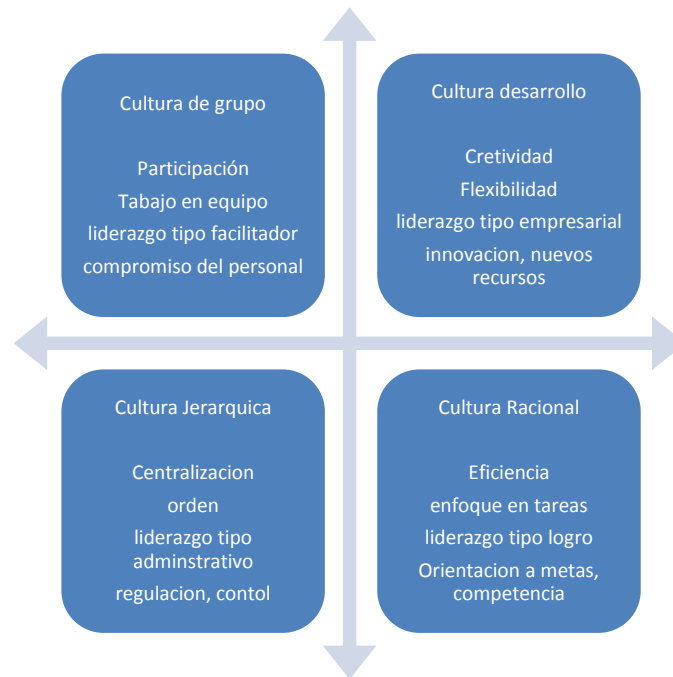 Cultura de grupo
Participación
Tabajo en equipo
liderazgo tipo facilitador
compromiso del personal
Cultura desarrollo
Cretividad
Flexibilidad
liderazgo tipo empresarial
innovacion, nuevos
recursos
Cultura Jerarquica
Centralizacion
orden
liderazgo tipo
adminstrativo
regulacion, contol
Cultura Racional
Eficiencia
enfoque en tareas
liderazgo tipo logro
Orientacion a metas,
competencia